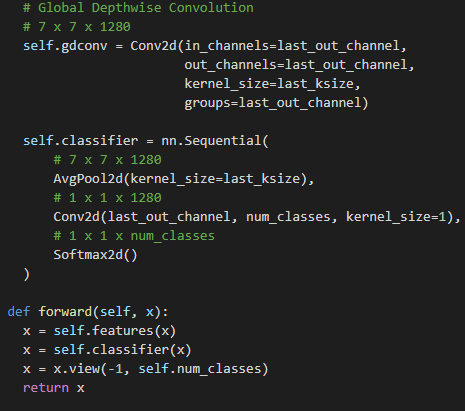 # Global Depthwise Convolution
# 7 x 7 x 1280
self.gdconv = Conv2d(in_channels=last_out_channel,
out_channels=last_out_channel,
kernel_size=last_ksize,
groups=last_out_channel)
self.classifier = nn.Sequential(
# 7 x 7 x 1280
AvgPool2d(kernel_size=last_ksize),
# 1 x 1 x 1280
Conv2d(last_out_channel, num_classes, kernel_size=1),
# 1 x 1 x num_classes
Softmax2d()
)
def forward(self, x):
x = self.features(x)
x = self.classifier(x)
x = x.view(-1, self.num_classes)
return x